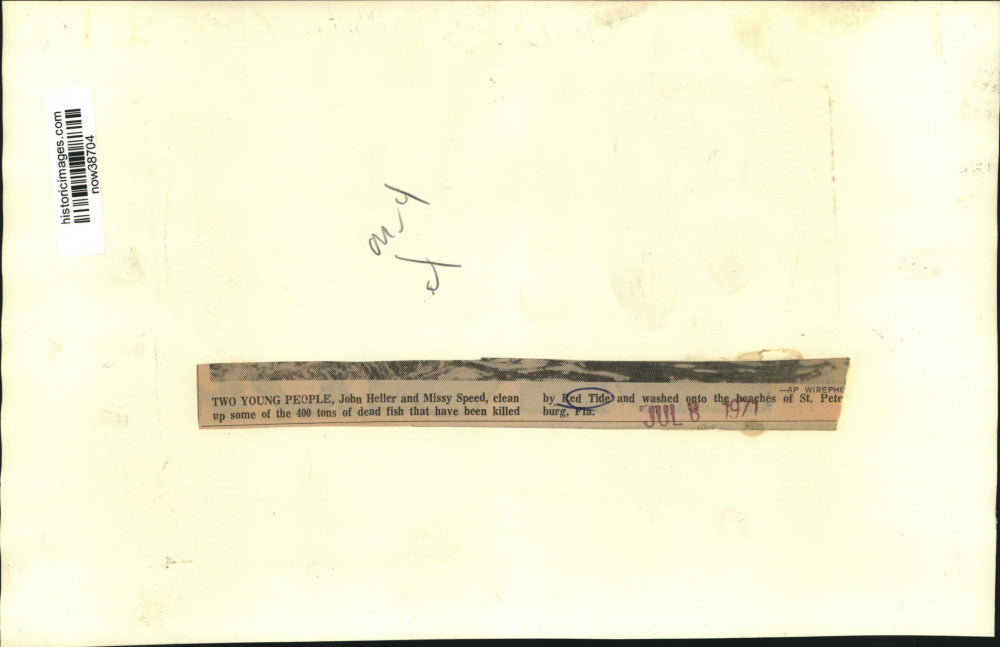 historicimages.com
now38704
—AP WIREPHO
TWO YOUNG PEOPLE, John Heller and Missy Speed, clean
up some of the 400 tons of dead fish that have been killed
by Red Tide and washed onto the beaches of St. Pete
burg, Fla.
JUL 8 1971